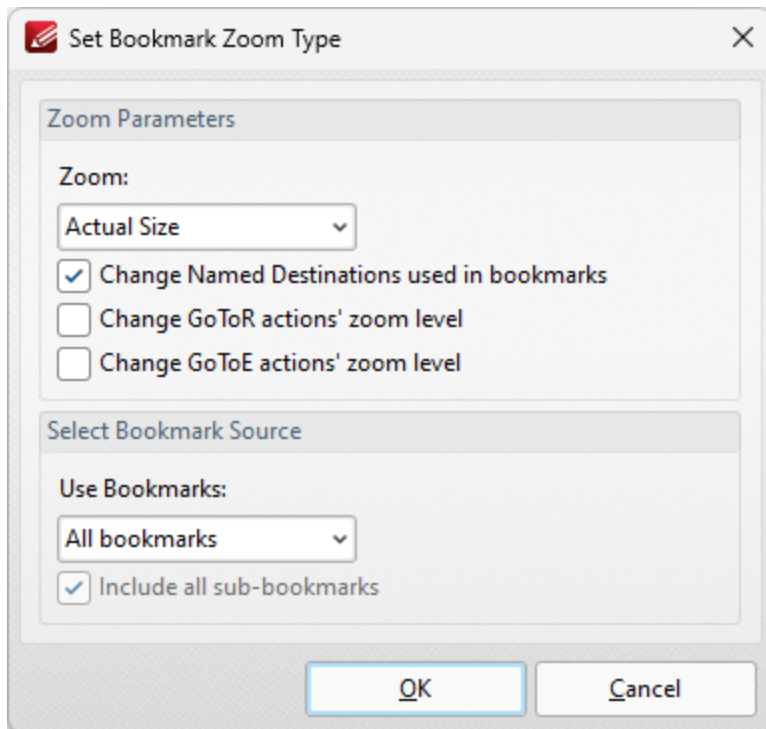 Set Bookmark Zoom Type
Zoom Parameters
Zoom:
Actual Size
Change Named Destinations used in bookmarks
Change GoToR actions' zoom level
Change GoToE actions' zoom level
Select Bookmark Source
Use Bookmarks:
All bookmarks
Include all sub-bookmarks
OK Cancel